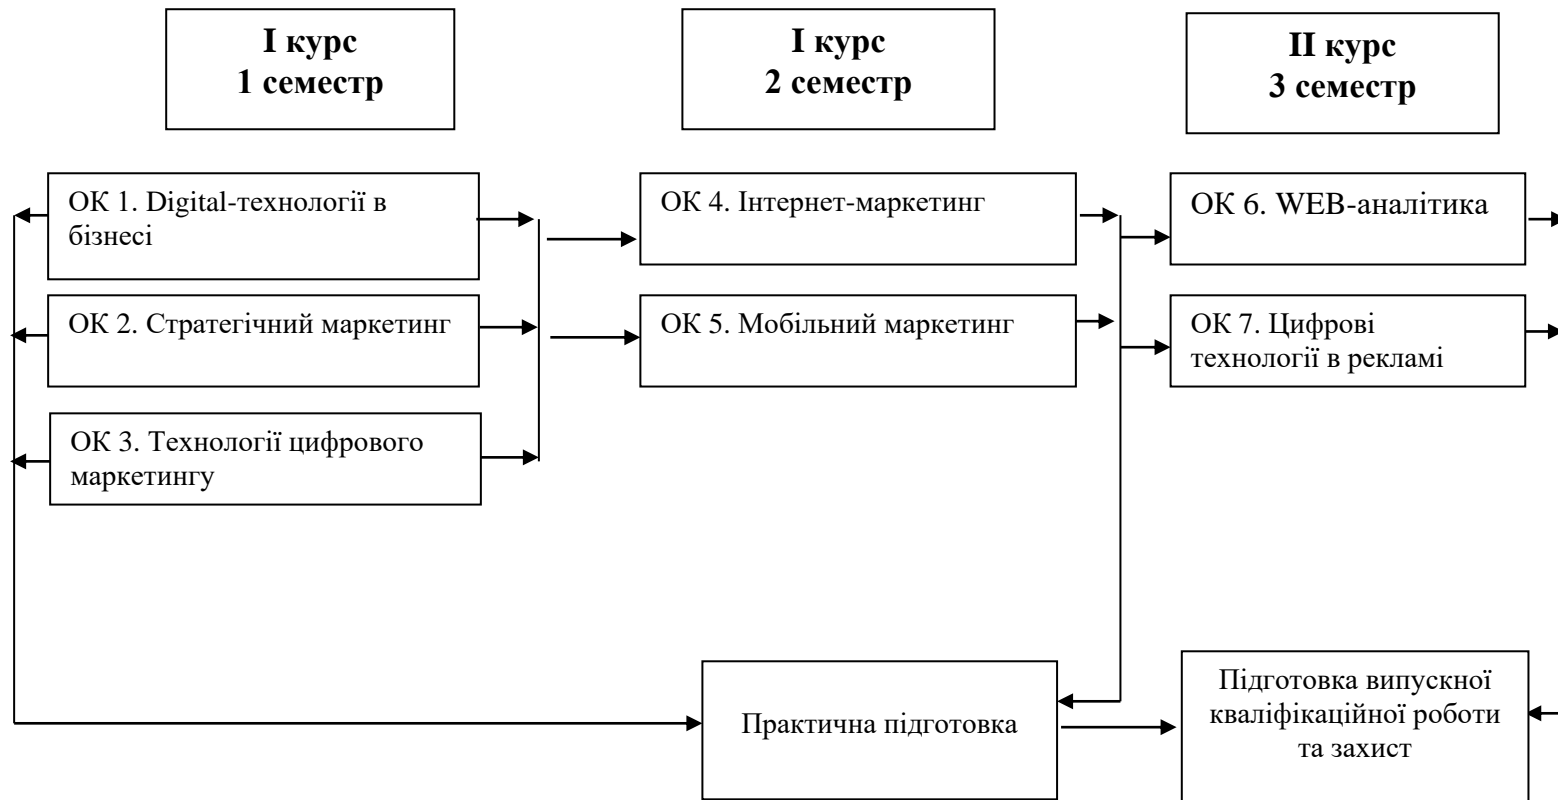 I курс
1 семестр
I курс
2 семестр
II курс
3 семестр
ОК 1. Digital-технології в
бізнесі
ОК 4. Інтернет-маркетинг
ОК 6. WEB-аналітика
ОК 2. Стратегічний маркетинг
ОК 5. Мобільний маркетинг
ОК 7. Цифрові
технології в рекламі
ОК 3. Технології цифрового
маркетингу
Практична підготовка
Підготовка випускної
кваліфікаційної роботи
та захист